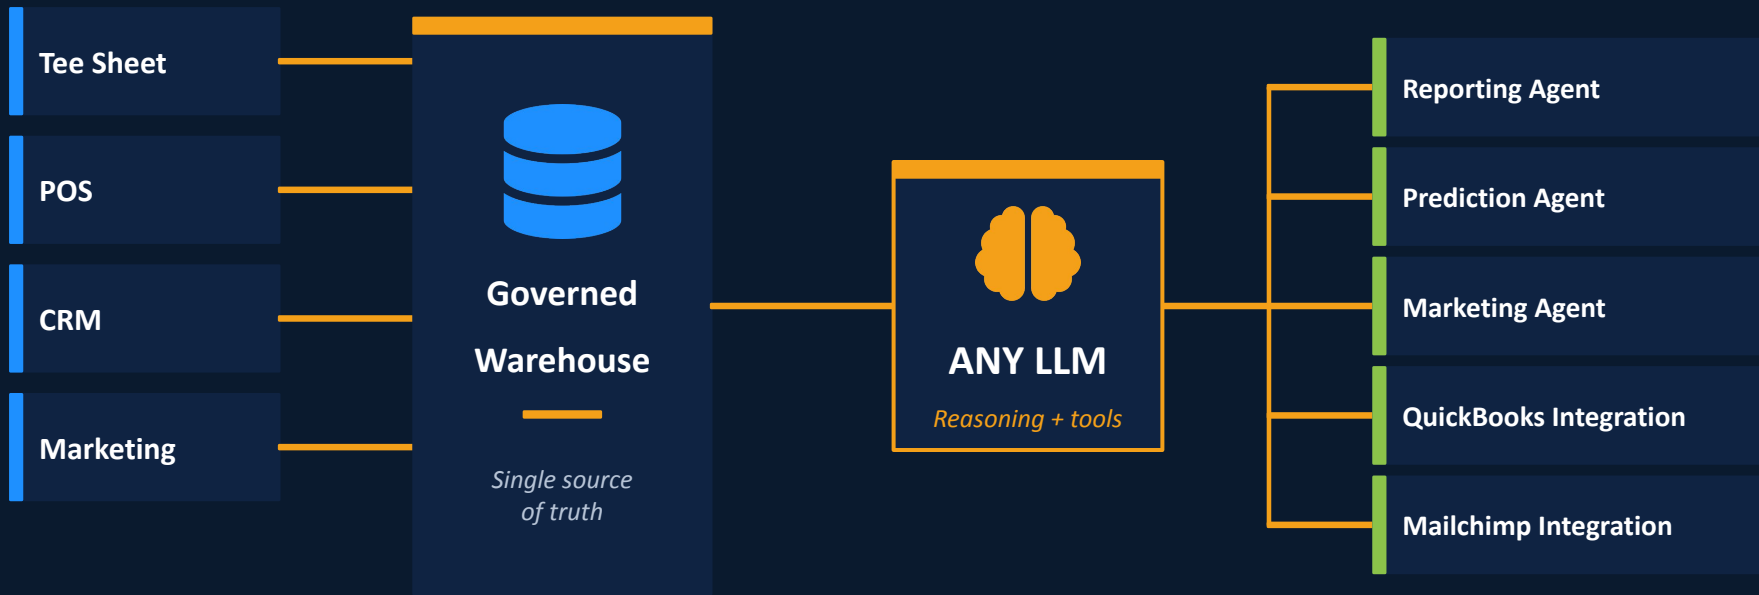 Tee Sheet
POS
CRM
Marketing
Governed
Warehouse
Single source
of truth
ANY LLM
Reasoning + tools
Reporting Agent
Prediction Agent
Marketing Agent
QuickBooks Integration
Mailchimp Integration